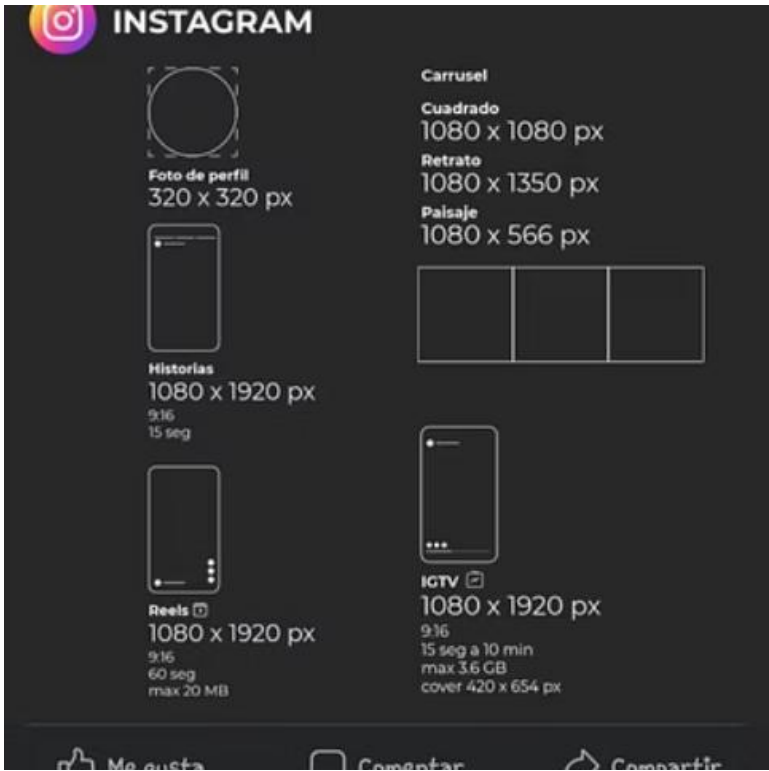 INSTAGRAM
Foto de perfil
320 x 320 px
Historias
1080 x 1920 px
9:16
15 seg
Reels
1080 x 1920 px
9:16
60 seg
max 20 MB
Carrusel
Cuadrado
1080 x 1080 px
Retrato
1080 x 1350 px
Paisaje
1080 x 566 px
IGTV
1080 x 1920 px
9:16
15 seg a 10 min
max 3.6 GB
cover 420 x 654 px
Me gusta
Comentar
Compartir